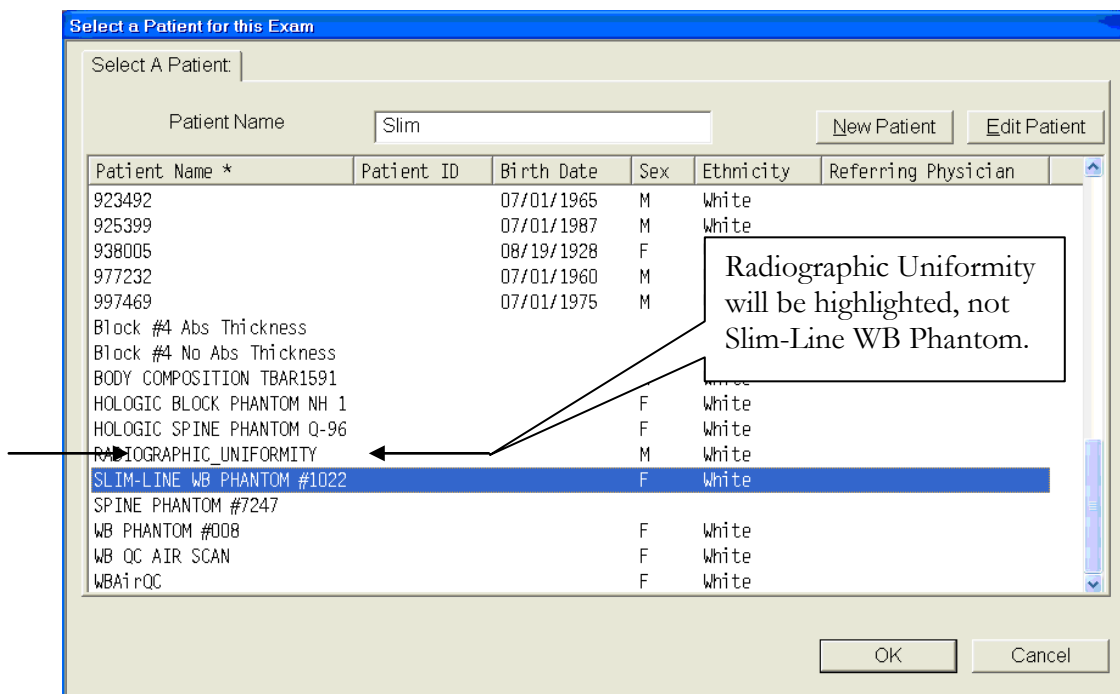 Select a Patient for this Exam
Select A Patient:
Patient Name Slim New Patient Edit Patient
Patient Name * Patient ID Birth Date Sex Ethnicity Referring Physician
923492 07/01/1965 M White
925399 07/01/1987 M White
938005 08/19/1928 F
977232 07/01/1960 M
997469 07/01/1975 M
Block #4 Abs Thickness
Block #4 No Abs Thickness
BODY COMPOSITION TBAR1591
HOLOGIC BLOCK PHANTOM NH 1 F White
HOLOGIC SPINE PHANTOM Q-96 F White
RADIOGRAPHIC_UNIFORMITY M White
SLIM-LINE WB PHANTOM #1022 F White
SPINE PHANTOM #7247
WB PHANTOM #008 F White
WB QC AIR SCAN F White
WBAirQC F White
Radiographic Uniformity
will be highlighted, not
Slim-Line WB Phantom.
OK Cancel